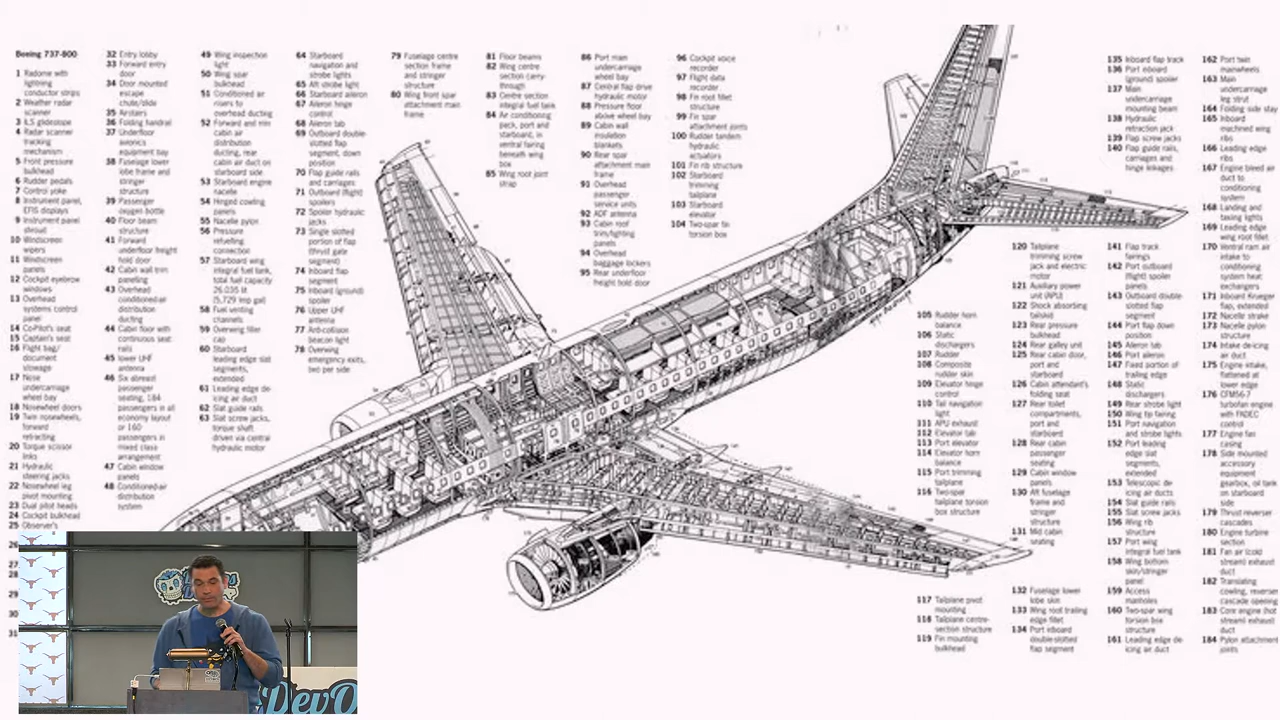 Boeing 737-800
1 Radome with
lightning
conductor strips
2 Weather radar
scanner
3 ILS glideslope
4 Radar scanner
tracking
mechanism
5 Front pressure
bulkhead
6 Rudder pedals
7 Control yoke
8 Instrument panel,
EFIS displays
9 Instrument panel
shroud
10 Windscreen
wipers
11 Windscreen
panels
12 Cockpit eyebrow
windows
13 Overhead
systems control
panel
14 Co-Pilot's seat
15 Captain's seat
16 Flight bag/
document
stowage
17 Nose
undercarriage
wheel bay
18 Nosewheel doors
19 Twin nosewheels,
forward
retracting
20 Torque scissor
links
21 Hydraulic
steering jacks
22 Nosewheel leg
pivot mounting
23 Dual pitot heads
24 Cockpit bulkhead
25 Observer's
32 Entry lobby
33 Forward entry
door
34 Door mounted
escape
chute/slide
35 Airstairs
36 Folding handrail
37 Underfloor
avionics
equipment bay
38 Fuselage lower
lobe frame and
stringer
structure
39 Passenger
oxygen bottle
40 Floor beam
structure
41 Forward
underfloor freight
hold door
42 Cabin wall trim
panelling
43 Overhead
conditioned-air
distribution
ducting
44 Cabin floor with
continuous seat
rails
45 lower UHF
antenna
46 Six abreast
passenger
seating, 184
passengers in all
economy layout
or 160
passengers in
mixed class
arrangement
47 Cabin window
panels
48 Conditioned-air
distribution
system
49 Wing inspection
light
50 Wing spar
bulkhead
51 Conditioned air
risers to
overhead ducting
52 Forward and mid
cabin air
distribution
ducting, rear
cabin air duct on
starboard side
53 Starboard engine
nacelle
54 Hinged cowling
panels
55 Nacelle pylon
56 Pressure
refuelling
connection
57 Starboard wing
integral fuel tank,
total fuel capacity
26,035 lit
(5,729 Imp gal)
58 Fuel venting
channels
59 Overwing filler
cap
60 Starboard
leading edge slat
segments,
extended
61 Leading edge de-
icing air duct
62 Slat guide rails
63 Slat screw jacks,
torque shaft
driven via central
hydraulic motor
64 Starboard
navigation and
strobe lights
65 Aft strobe light
66 Starboard aileron
67 Aileron hinge
control
68 Aileron tab
69 Outboard double-
slotted flap
segment, down
position
70 Flap guide rails
and carriages
71 Outboard (flight)
spoilers
72 Spoiler hydraulic
jacks
73 Single slotted
portion of flap
(thrust gate
segment)
74 Inboard flap
segment
75 Inboard (ground)
spoiler
76 Upper UHF
antenna
77 Anti-collision
beacon light
78 Overwing
emergency exits,
two per side
79 Fuselage centre
section frame
and stringer
structure
80 Wing front spar
attachment main
frame
81 Floor beams
82 Wing centre
section carry-
through
83 Centre section
integral fuel tank
84 Air conditioning
pack, port and
starboard, in
ventral fairing
beneath wing
box
85 Wing root joint
strap
86 Port main
undercarriage
wheel bay
87 Central flap drive
hydraulic motor
88 Pressure floor
above wheel bay
89 Cabin wall
insulation
blankets
90 Rear spar
attachment main
frame
91 Overhead
passenger
service units
92 ADF antenna
93 Cabin roof
trim/lighting
panels
94 Overhead
baggage lockers
95 Rear underfloor
freight hold door
96 Cockpit voice
recorder
97 Flight data
recorder
98 Fin root fillet
structure
99 Fin spar
attachment joints
100 Rudder tandem
hydraulic
actuators
101 Fin rib structure
102 Starboard
trimming
tailplane
103 Starboard
elevator
104 Two-spar fin
torsion box
105 Rudder horn
balance
106 Static
dischargers
107 Rudder
108 Composite
rudder skin
109 Elevator hinge
control
110 Tail navigation
light
111 APU exhaust
112 Elevator tab
113 Port elevator
114 Elevator horn
balance
115 Port trimming
tailplane
116 Two-spar
tailplane torsion
box structure
117 Tailplane pivot
mounting
118 Tailplane centre-
section structure
119 Fin mounting
bulkhead
120 Tailplane
trimming screw
jack and electric
motor
121 Auxiliary power
unit (APU)
122 Shock absorbing
tailskid
123 Rear pressure
bulkhead
124 Rear galley unit
125 Rear cabin door,
port and
starboard
126 Cabin attendant's
folding seat
127 Rear toilet
compartments,
port and
starboard
128 Rear cabin
passenger
seating
129 Cabin window
panels
130 Aft fuselage
frame and
stringer
structure
131 Mid cabin
seating
132 Fuselage lower
lobe skin
133 Wing root trailing
edge fillet
134 Port inboard
double-slotted
flap segment
135 Inboard flap track
136 Port inboard
(ground) spoiler
137 Main
undercarriage
mounting beam
138 Hydraulic
retraction jack
139 Flap screw jacks
140 Flap guide rails,
carriages and
hinge linkages
141 Flap track
fairings
142 Port outboard
(flight) spoiler
panels
143 Outboard double
slotted flap
segment
144 Port flap down
position
145 Aileron tab
146 Port aileron
147 Fixed portion of
trailing edge
148 Static
dischargers
149 Rear strobe light
150 Wing tip fairing
151 Port navigation
and strobe lights
152 Port leading
edge slat
segments,
extended
153 Telescopic de-
icing air ducts
154 Slat guide rails
155 Slat screw jacks
156 Wing rib
structure
157 Port wing
integral fuel tank
158 Wing bottom
skin/stringer
panel
159 Access
manholes
160 Two-spar wing
torsion box
structure
161 Leading edge de-
icing air duct
162 Port twin
mainwheels
163 Main
undercarriage
leg strut
164 Folding side stay
165 Inboard
machined wing
ribs
166 Leading edge
ribs
167 Engine bleed air
duct to
conditioning
system
168 Landing and
taxiing lights
169 Leading edge
wing root fillet
170 Ventral ram air
intake to
conditioning
system heat
exchangers
171 Inboard Krueger
flap, extended
172 Nacelle strake
173 Nacelle pylon
structure
174 Intake de-icing
air duct
175 Engine intake,
flattened at
lower edge
176 CFM56-7
turbofan engine
with FADEC
control
177 Engine fan
casing
178 Side mounted
accessory
equipment
gearbox, oil tank
on starboard
side
179 Thrust reverser
cascades
180 Engine turbine
section
181 Fan air (cold
stream) exhaust
duct
182 Translating
cowling, reverser
cascade opening
183 Core engine (hot
stream) exhaust
duct
184 Pylon attachment
joints
DevO